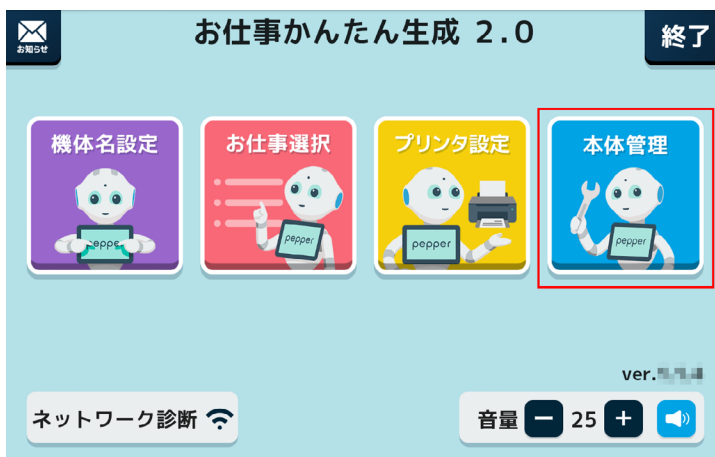 お知らせ
お仕事かんたん生成 2.0
終了
機体名設定
お仕事選択
プリンタ設定
本体管理
pepper
pepper
pepper
ver.
ネットワーク診断
音量 − 25 +